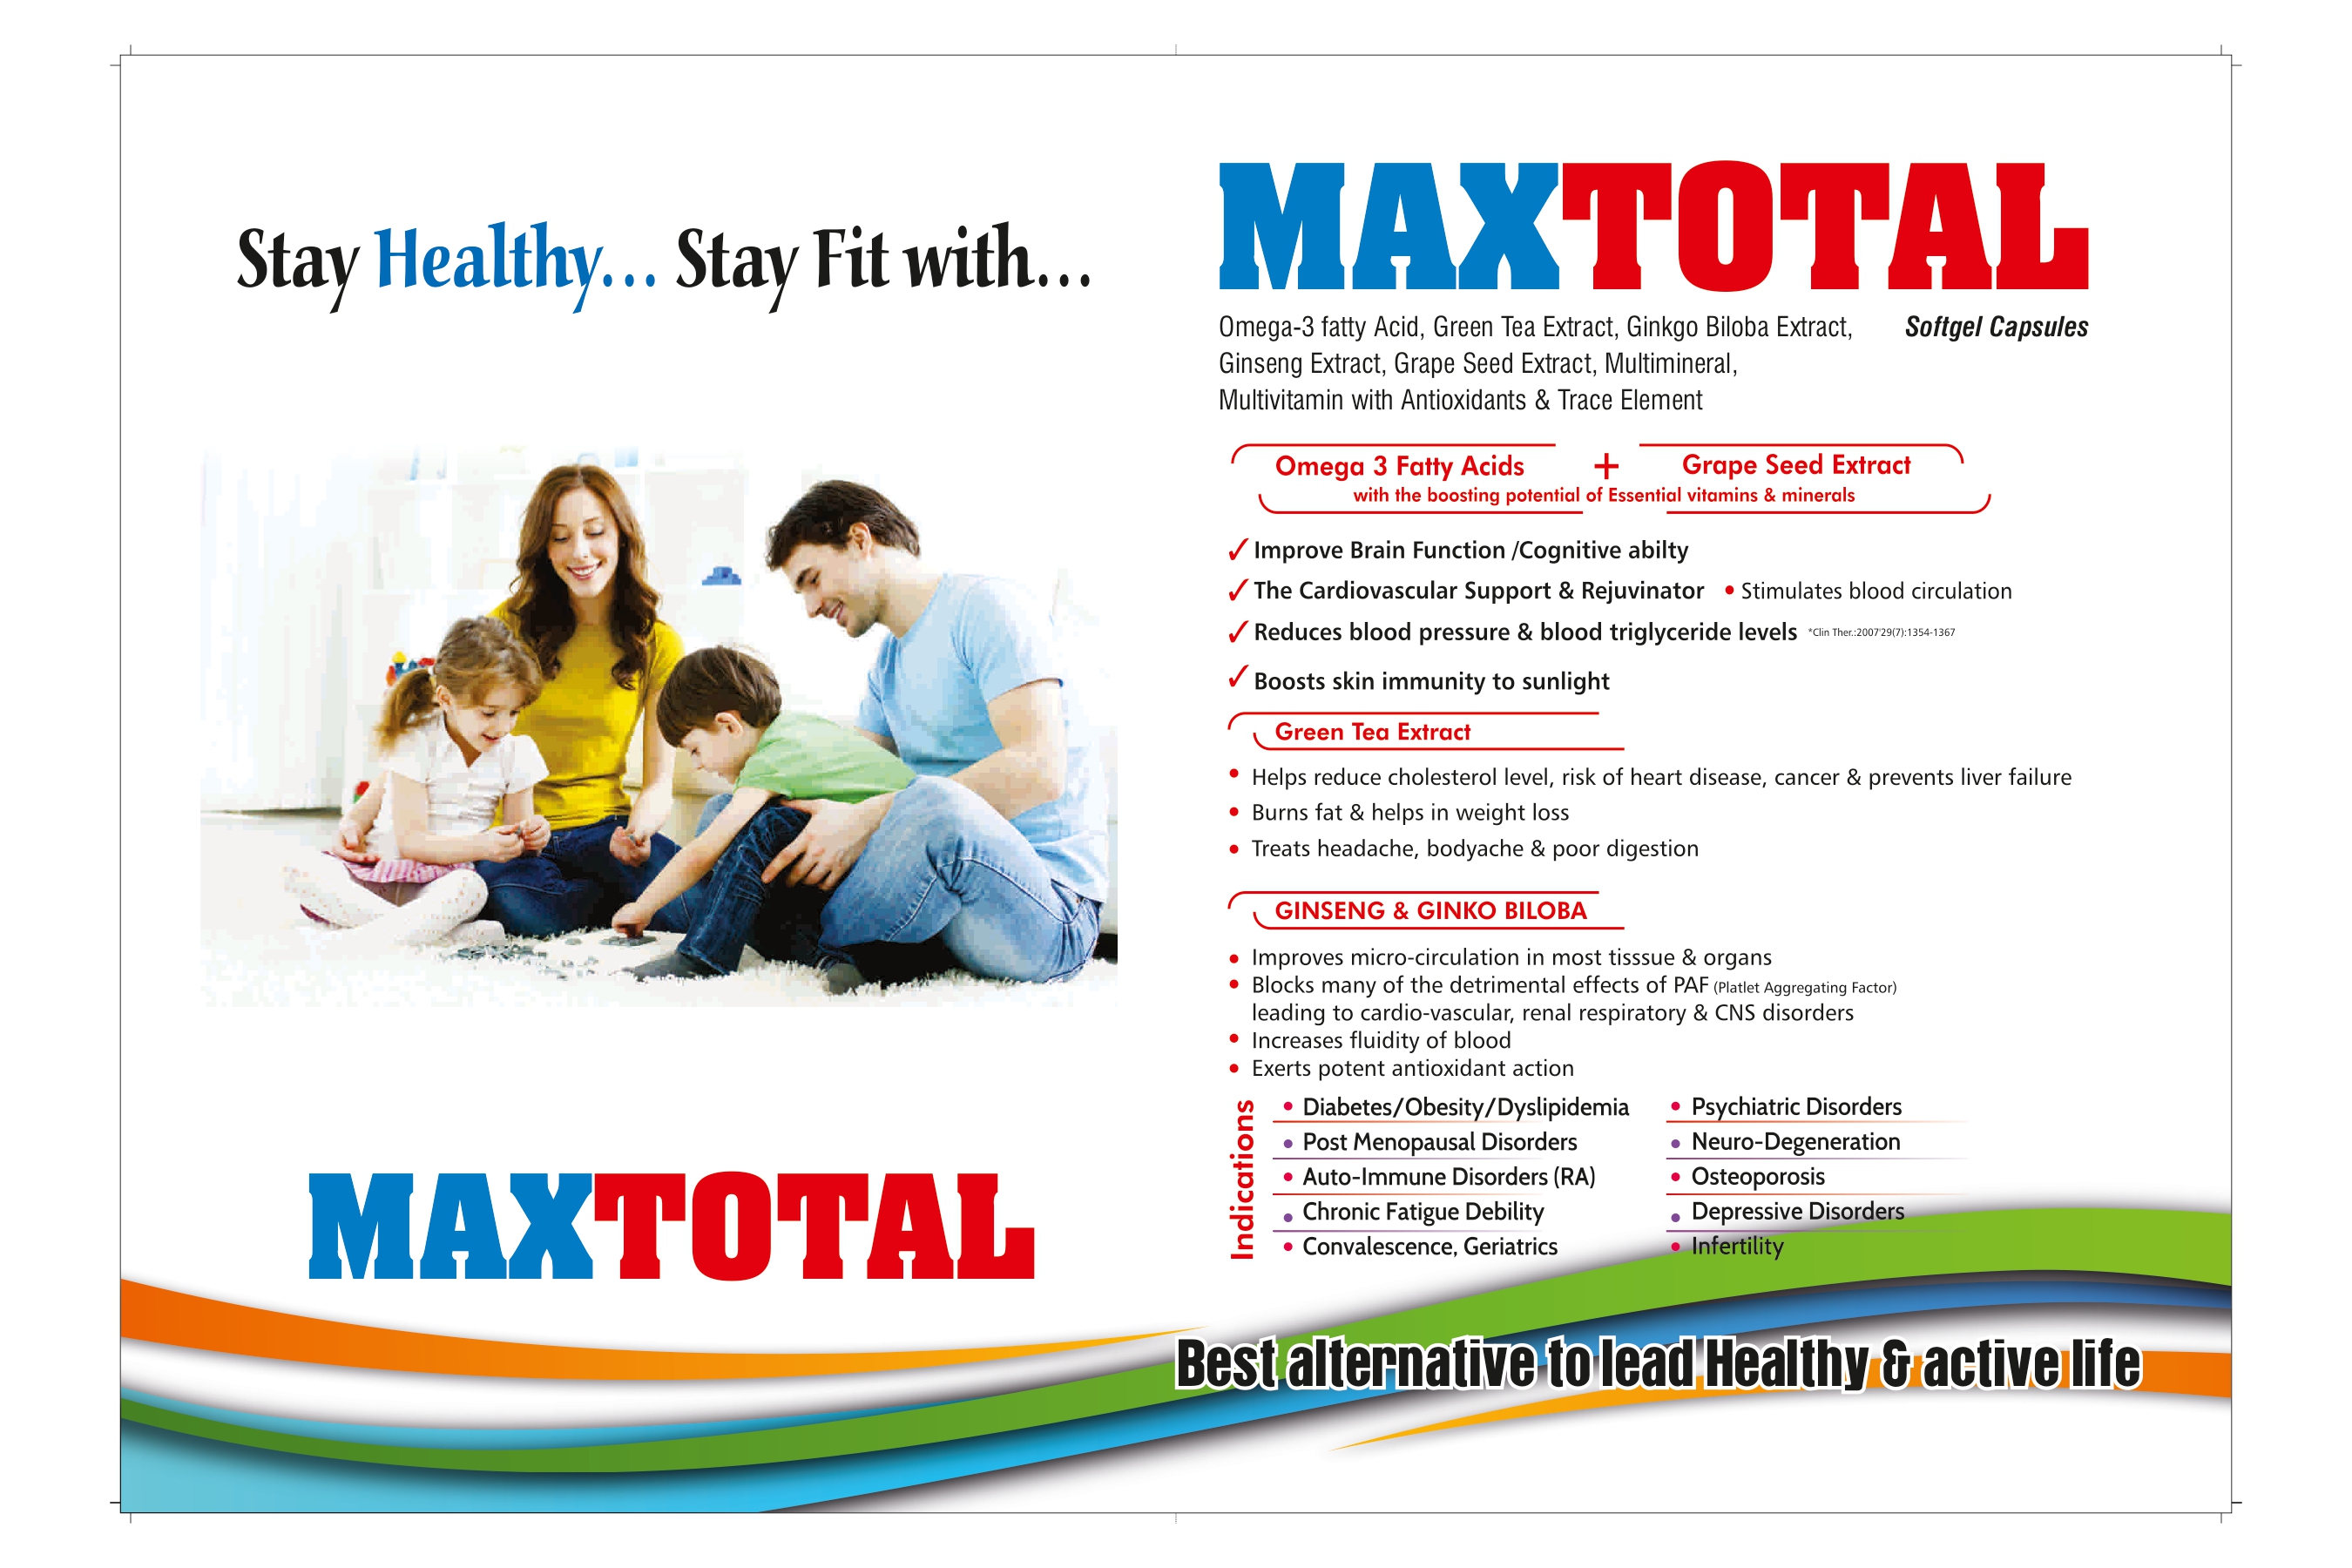 Stay Healthy... Stay Fit with...
MAXTOTAL
MAXTOTAL
Omega-3 fatty Acid, Green Tea Extract, Ginkgo Biloba Extract,
Softgel Capsules
Ginseng Extract, Grape Seed Extract, Multimineral,
Multivitamin with Antioxidants & Trace Element
Omega 3 Fatty Acids + Grape Seed Extract
with the boosting potential of Essential vitamins & minerals
✓ Improve Brain Function /Cognitive abilty
✓ The Cardiovascular Support & Rejuvinator • Stimulates blood circulation
✓ Reduces blood pressure & blood triglyceride levels *Clin Ther.:2007'29(7):1354-1367
✓ Boosts skin immunity to sunlight
Green Tea Extract
• Helps reduce cholesterol level, risk of heart disease, cancer & prevents liver failure
• Burns fat & helps in weight loss
• Treats headache, bodyache & poor digestion
GINSENG & GINKO BILOBA
• Improves micro-circulation in most tisssue & organs
• Blocks many of the detrimental effects of PAF (Platlet Aggregating Factor)
leading to cardio-vascular, renal respiratory & CNS disorders
• Increases fluidity of blood
• Exerts potent antioxidant action
Indications
• Diabetes/Obesity/Dyslipidemia
• Post Menopausal Disorders
• Auto-Immune Disorders (RA)
• Chronic Fatigue Debility
• Convalescence, Geriatrics
• Psychiatric Disorders
• Neuro-Degeneration
• Osteoporosis
• Depressive Disorders
• Infertility
Best alternative to lead Healthy & active life